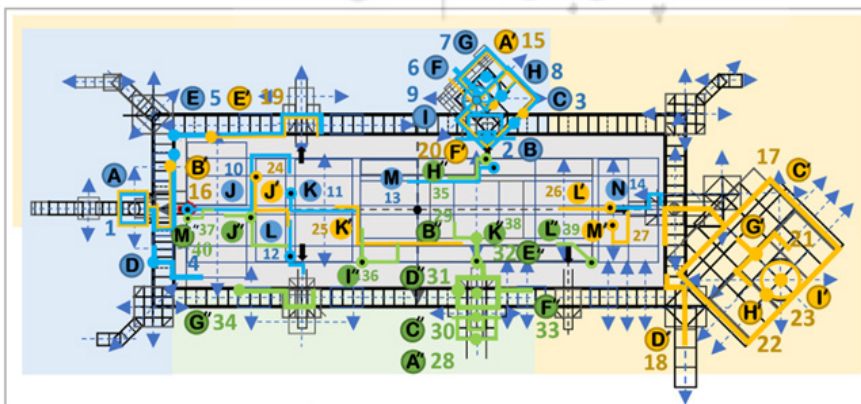 7 G A' 15
6 F H 8
E 5 E' 19 9 C 3
I
20 F' 2 B
A B' 10 24 H''
16 J J' K 11 M 13 35 26 L' N 14 17 C'
1 M'' 37 J'' 25 K' 29 K'' 38 L'' 39 M' G'
40 L B'' 27 21
D 4 12 I'' 36 D'' 31 32 E'' H' I'
G'' 34 C'' 30 F'' 33 D' 23
A'' 28 18 22